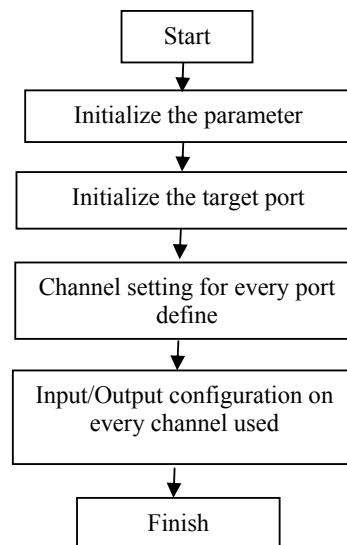 Start
Initialize the parameter
Initialize the target port
Channel setting for every port
define
Input/Output configuration on
every channel used
Finish